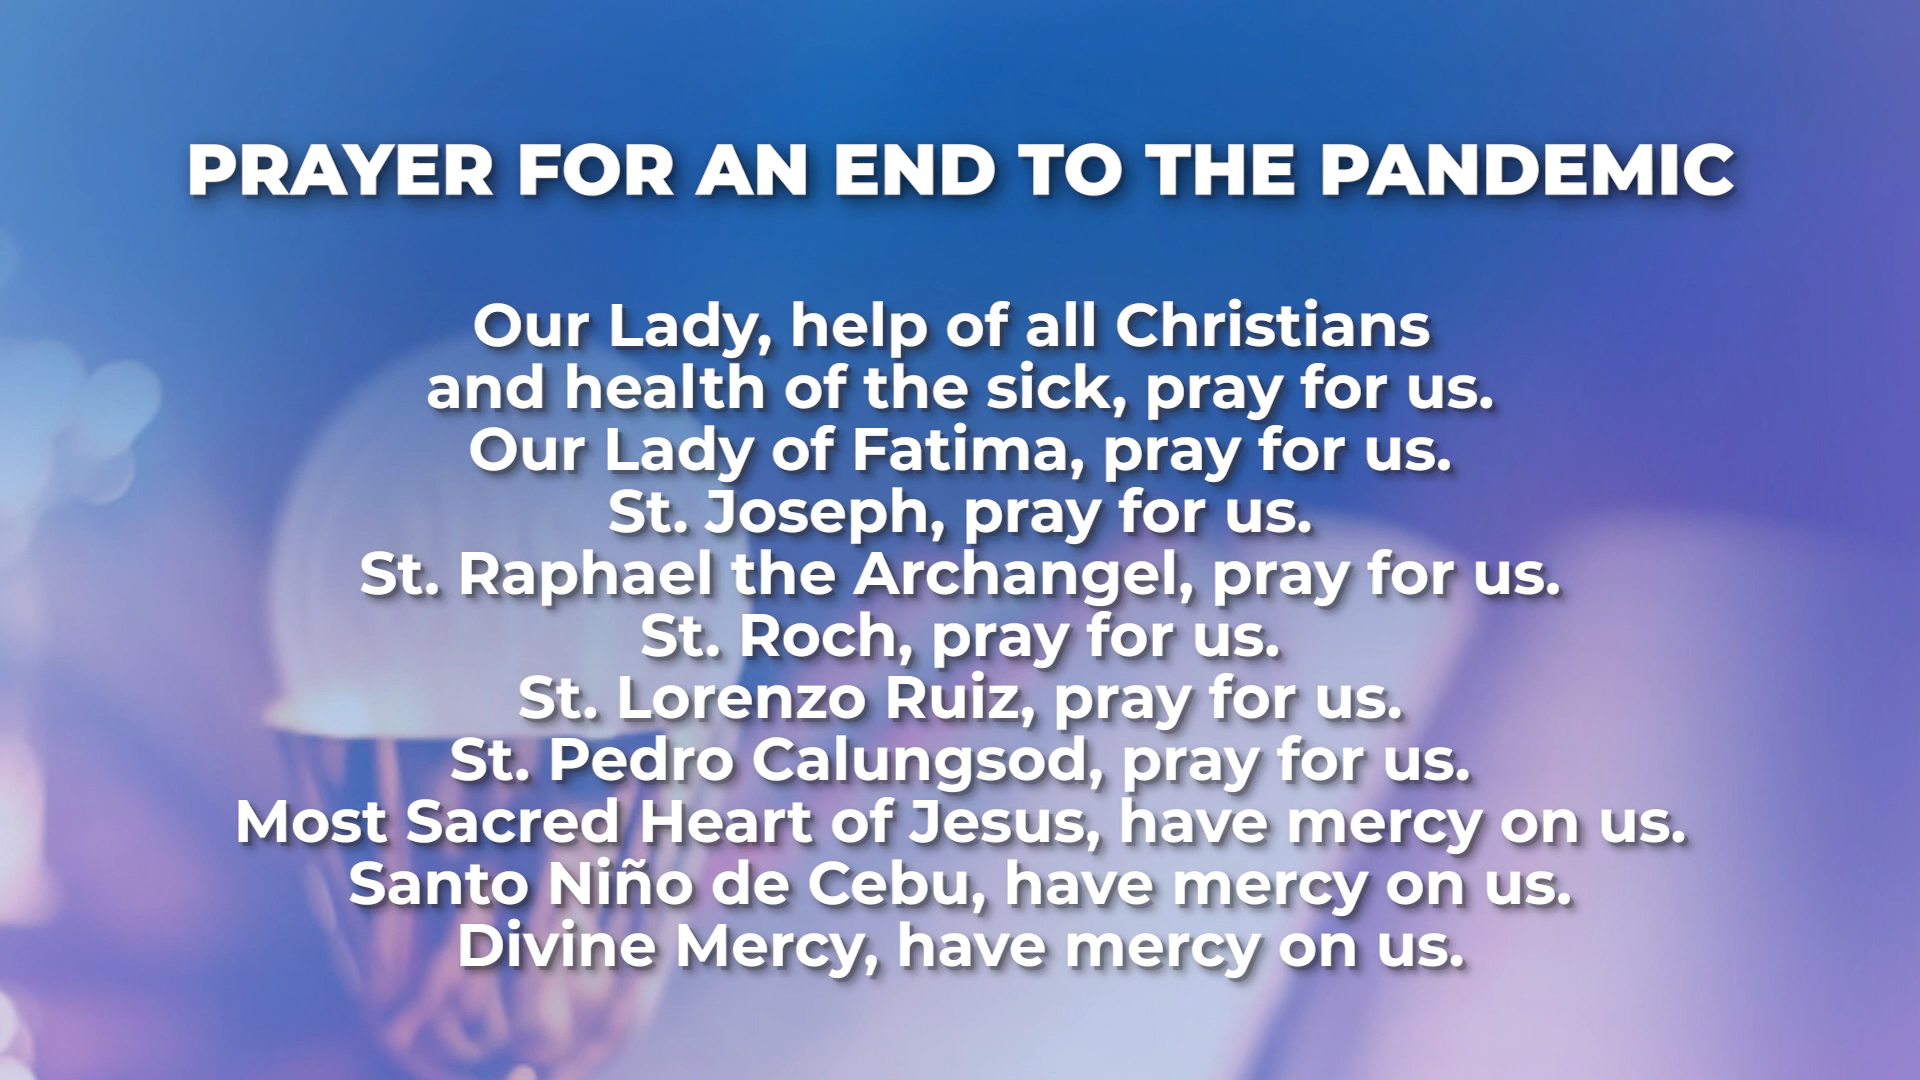 PRAYER FOR AN END TO THE PANDEMIC
Our Lady, help of all Christians
and health of the sick, pray for us.
Our Lady of Fatima, pray for us.
St. Joseph, pray for us.
St. Raphael the Archangel, pray for us.
St. Roch, pray for us.
St. Lorenzo Ruiz, pray for us.
St. Pedro Calungsod, pray for us.
Most Sacred Heart of Jesus, have mercy on us.
Santo Niño de Cebu, have mercy on us.
Divine Mercy, have mercy on us.